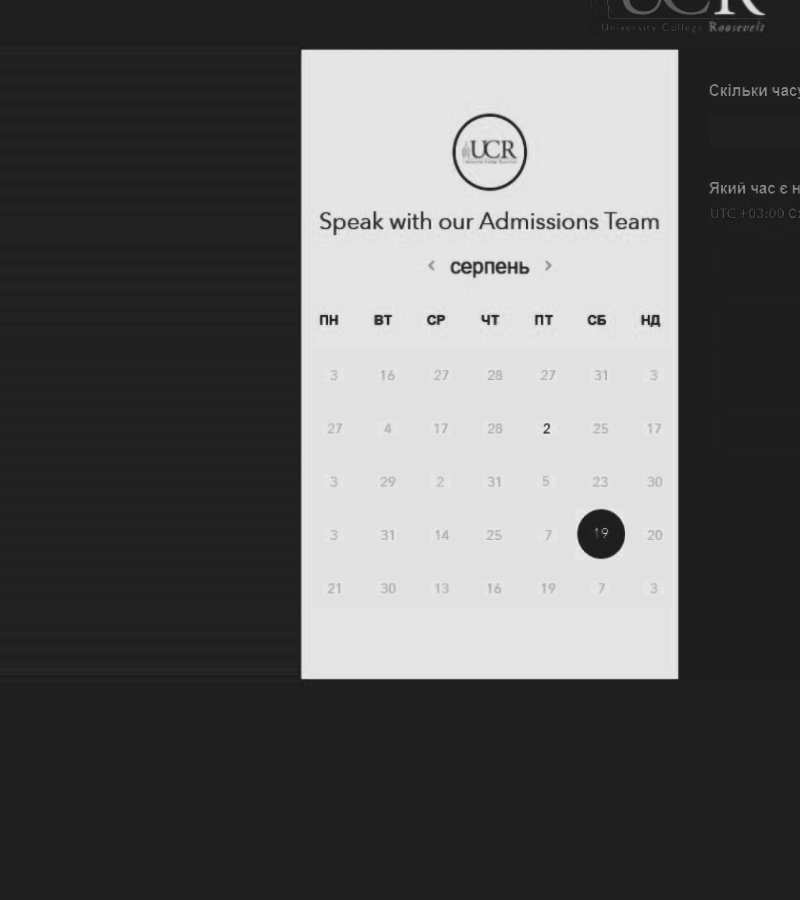 UCR
University College Roosevelt
Скільки часу
UCR
Speak with our Admissions Team
Який час є н
UTC +03:00 С
< серпень >
ПН ВТ СР ЧТ ПТ СБ НД
3 16 27 28 27 31 3
27 4 17 28 2 25 17
3 29 2 31 5 23 30
3 31 14 25 7 19 20
21 30 13 16 19 7 3